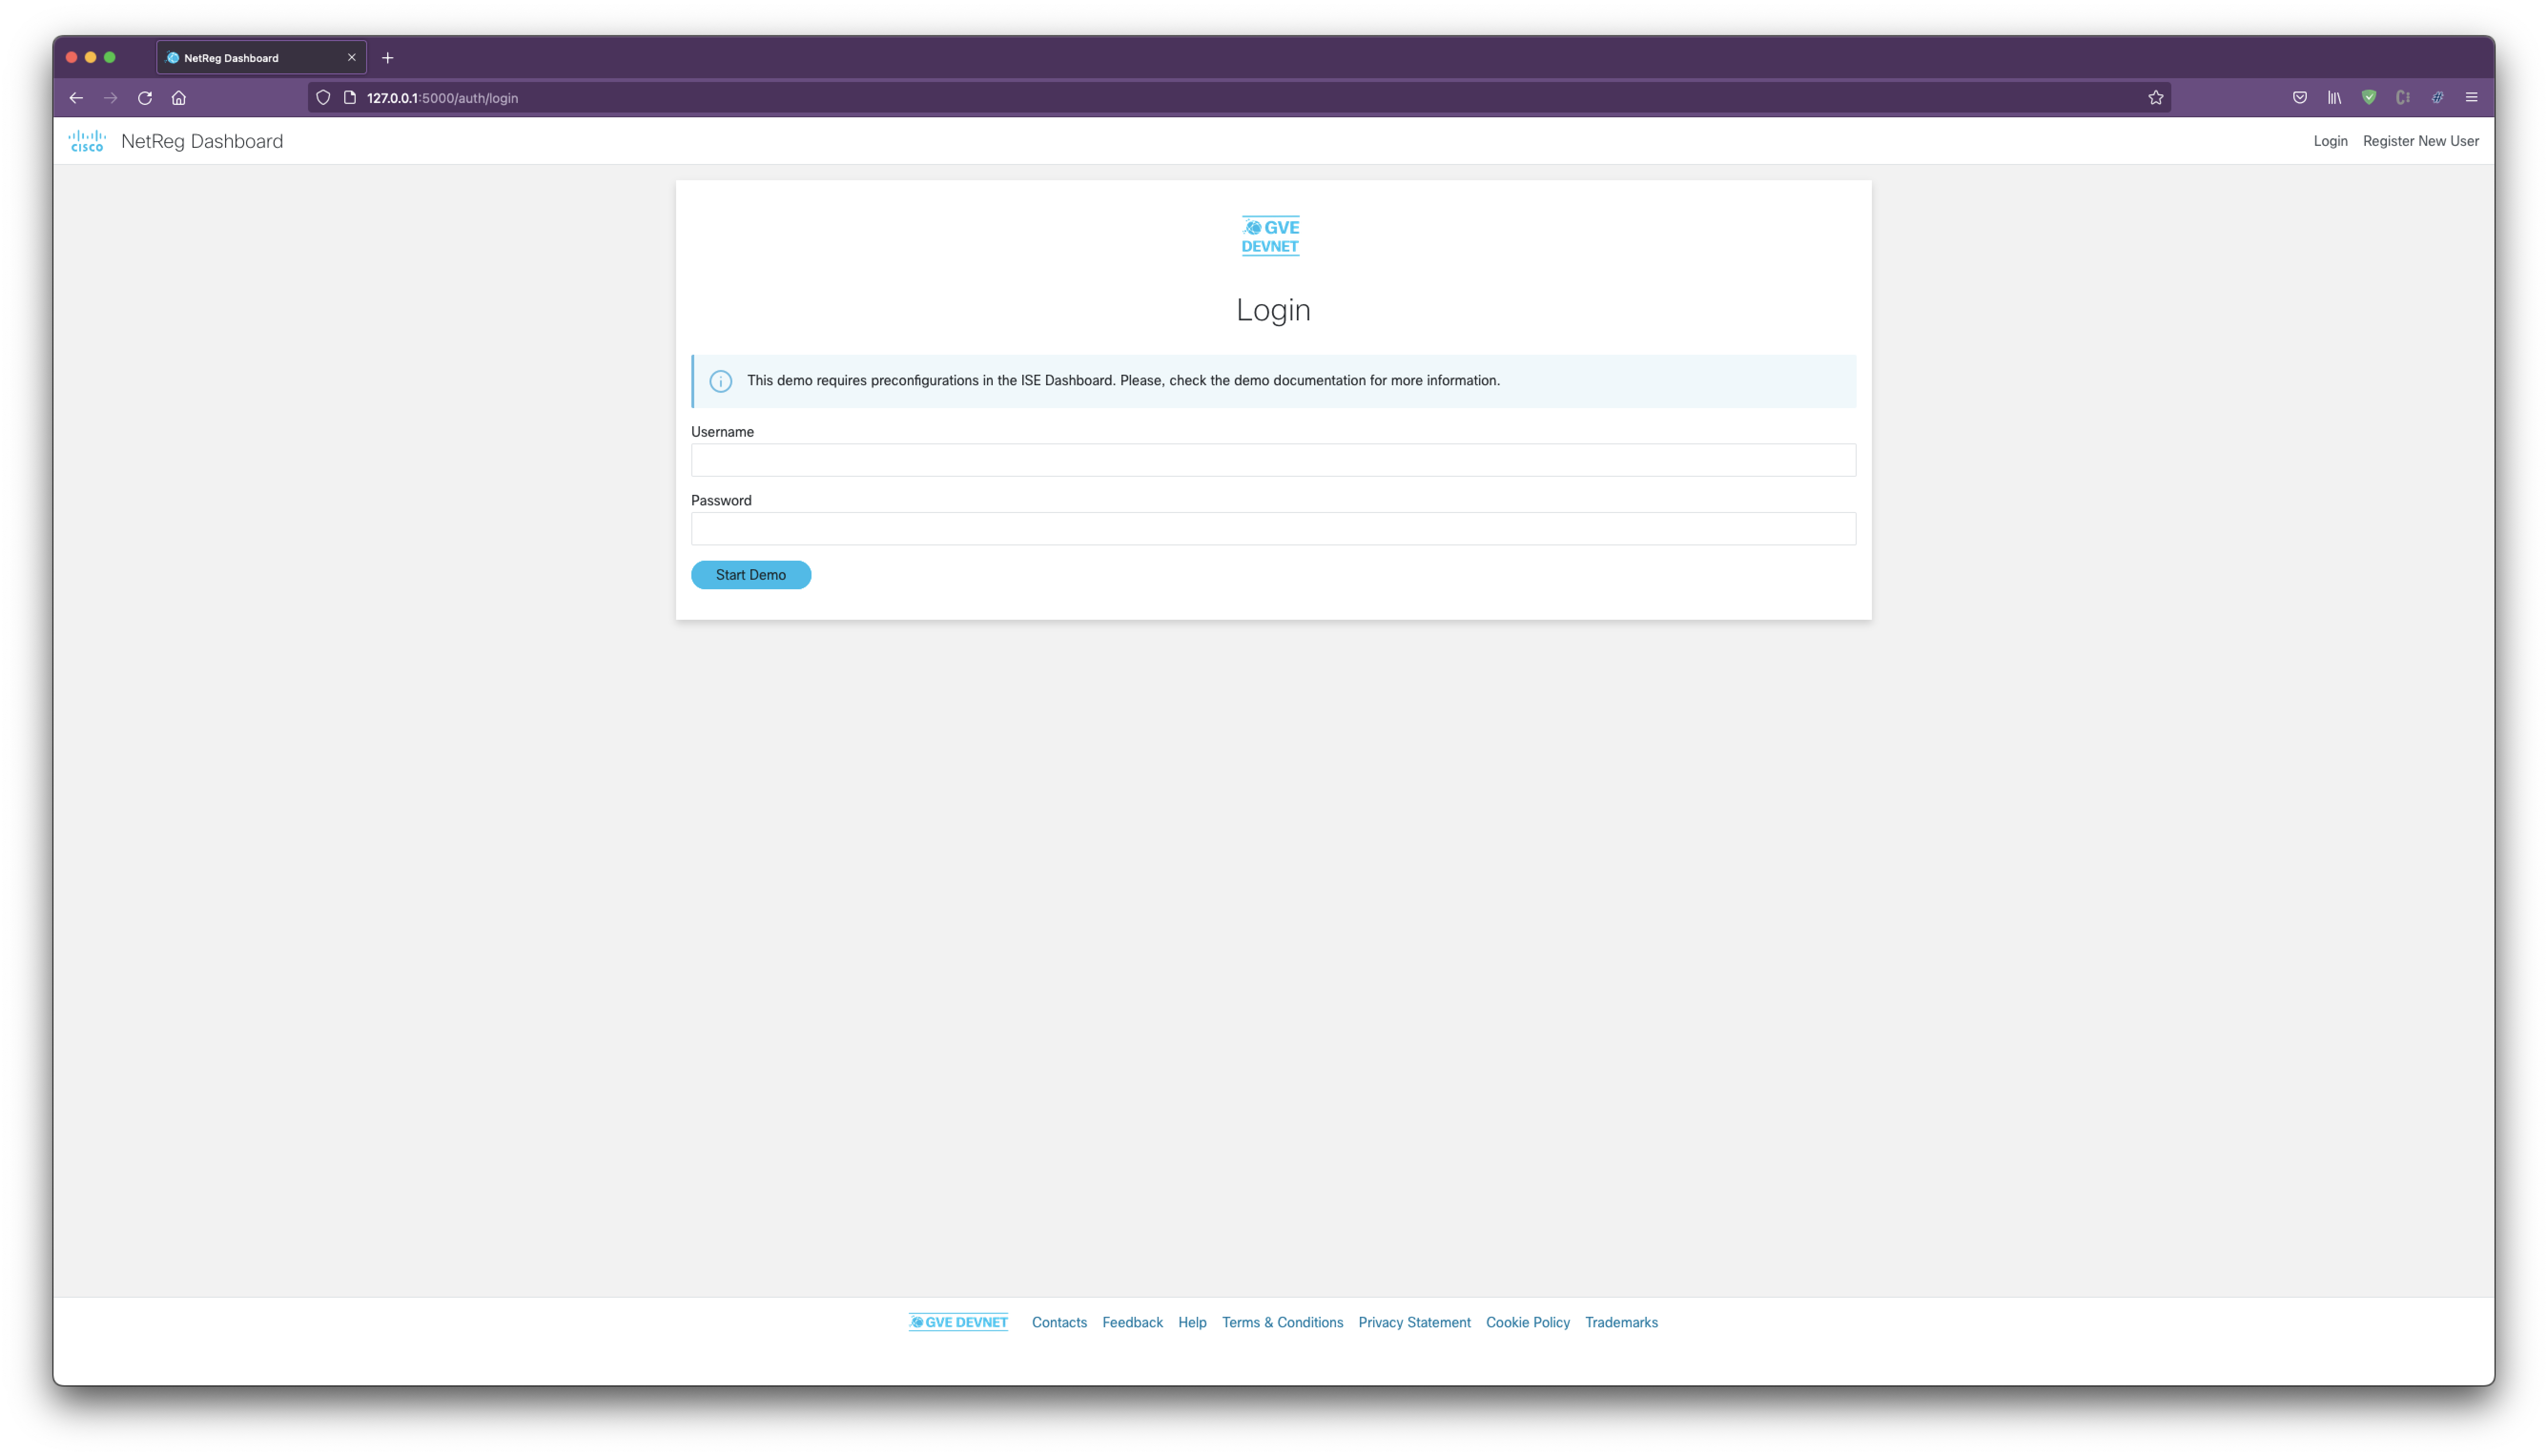 NetReg Dashboard
127.0.0.1:5000/auth/login
CISCO NetReg Dashboard Login Register New User
GVE
DEVNET
Login
This demo requires preconfigurations in the ISE Dashboard. Please, check the demo documentation for more information.
Username
Password
Start Demo
GVE DEVNET Contacts Feedback Help Terms & Conditions Privacy Statement Cookie Policy Trademarks